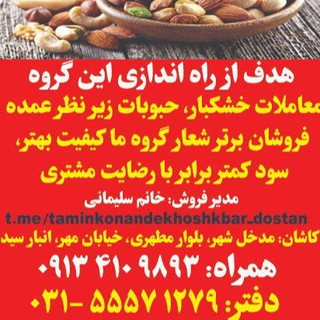 هدف از راه اندازی این گروه
معاملات خشکبار، حبوبات زیر نظر عمده
فروشان برتر شعار گروه ما کیفیت بهتر،
سود کمتر برابر با رضایت مشتری
مدیر فروش: خانم سلیمانی
t.me/taminkonandekhoshkbar_dostan
کاشان: مدخل شهر، بلوار مطهری، خیابان مهر، انبار سید
همراه: ۰۹۱۳ ۴۱۰ ۹۸۹۳
دفتر: ۵۵۵۷۱۲۷۹ -۰۳۱